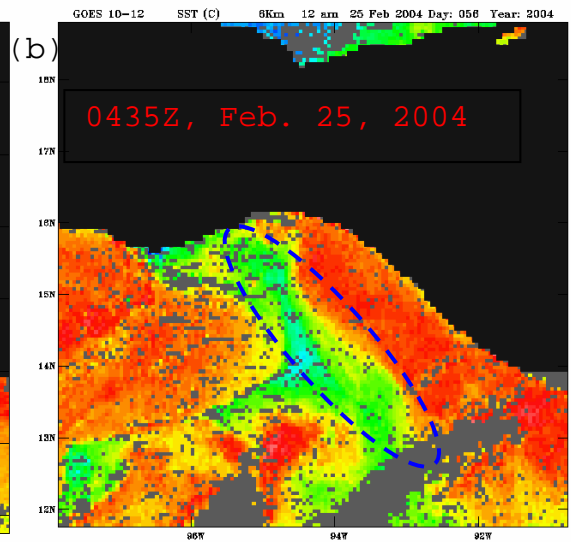 GOES 10-12 SST (C) 6Km 12 am 25 Feb 2004 Day: 056 Year: 2004
(b)
18N
0435Z, Feb. 25, 2004
17N
16N
15N
14N
13N
12N
96W 94W 92W